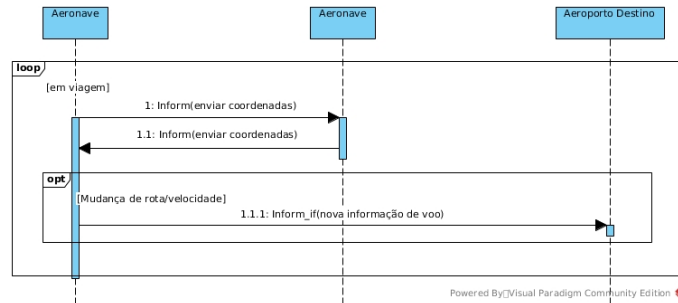 Aeronave
Aeronave
Aeroporto Destino
loop
[em viagem]
1: Inform(enviar coordenadas)
1.1: Inform(enviar coordenadas)
opt
[Mudança de rota/velocidade]
1.1.1: Inform_if(nova informação de voo)
Powered By Visual Paradigm Community Edition